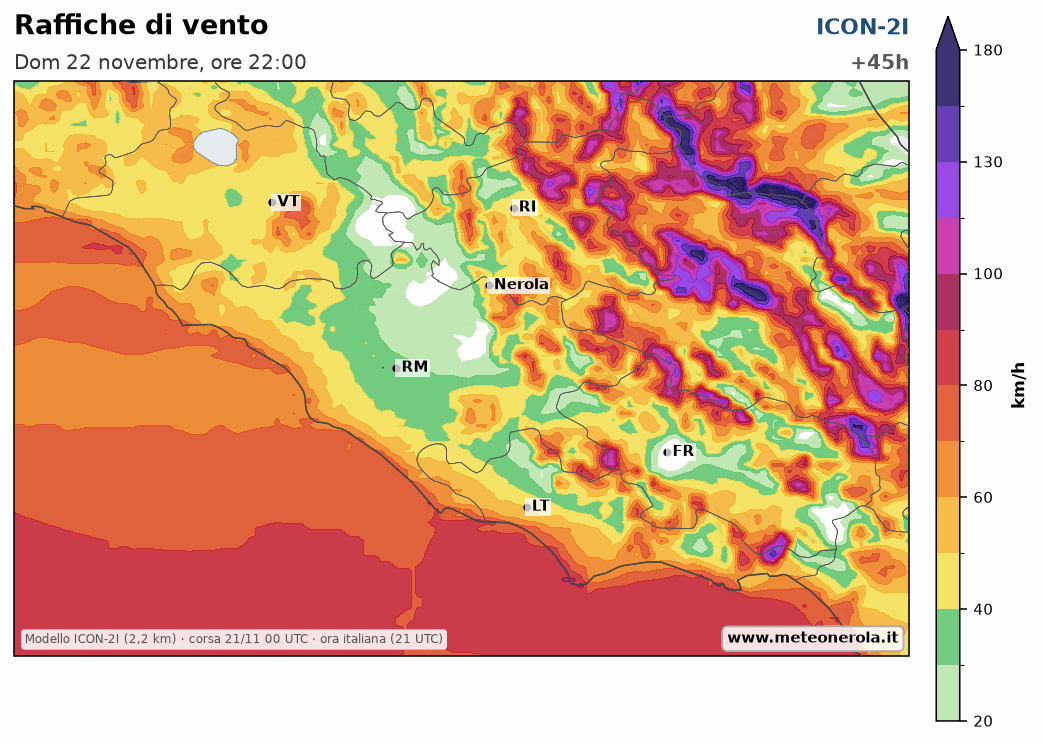 Raffiche di vento
ICON-2I
Dom 22 novembre, ore 22:00
+45h
VT
RI
Nerola
RM
FR
LT
Modello ICON-2I (2,2 km) · corsa 21/11 00 UTC · ora italiana (21 UTC)
www.meteonerola.it
180
130
100
80
60
40
20
km/h